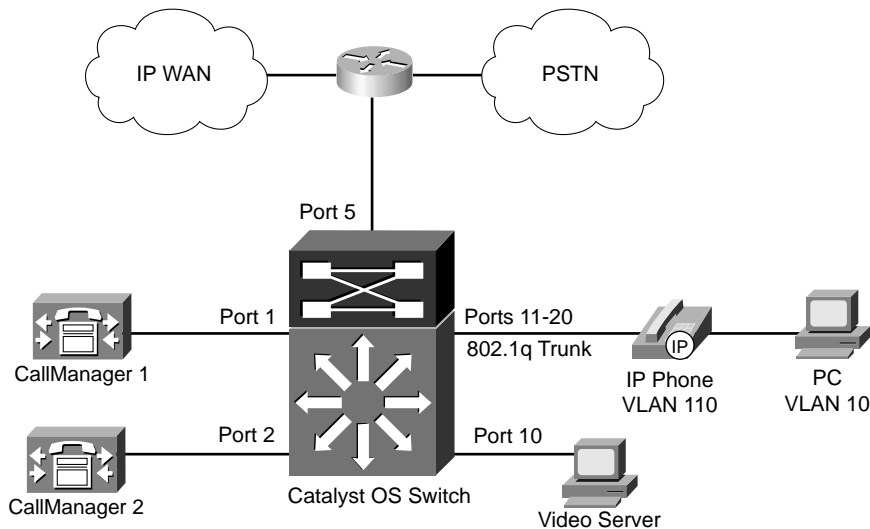 IP WAN
PSTN
Port 5
Port 1
Ports 11-20
802.1q Trunk
CallManager 1
IP
IP Phone
VLAN 110
PC
VLAN 10
Port 2
Port 10
CallManager 2
Catalyst OS Switch
Video Server